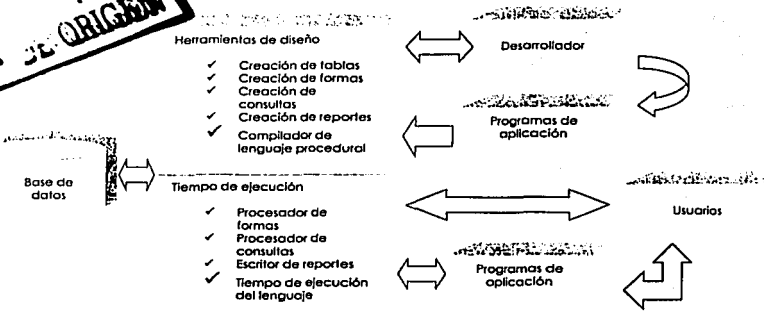 DE ORIGEN
Herramientas de diseño
✓ Creación de tablas
✓ Creación de formas
✓ Creación de
consultas
✓ Creación de reportes
✓ Compilador de
lenguaje procedural
Desarrollador
Programas de
aplicación
Base de
datos
Tiempo de ejecución
✓ Procesador de
formas
✓ Procesador de
consultas
✓ Escritor de reportes
✓ Tiempo de ejecución
del lenguaje
Usuarios
Programas de
aplicación